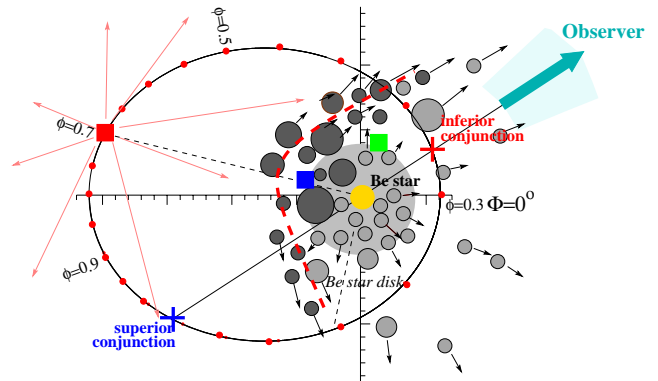 ϕ=0.5
Observer
ϕ=0.7
inferior
conjunction
Be star
ϕ=0.3 Φ=0°
ϕ=0.9
Be star disk
superior
conjunction